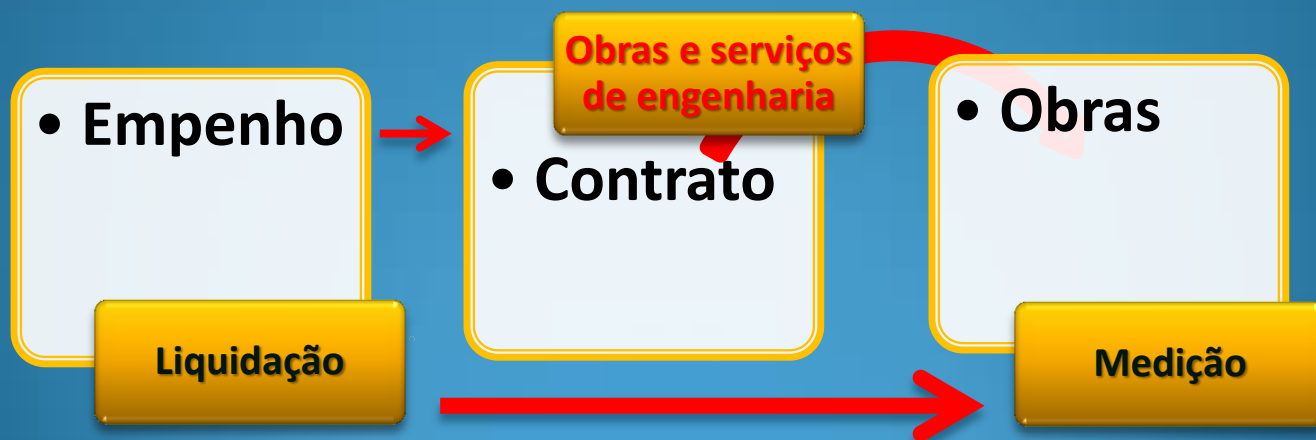 • Empenho
Liquidação
Obras e serviços
de engenharia
• Contrato
• Obras
Medição